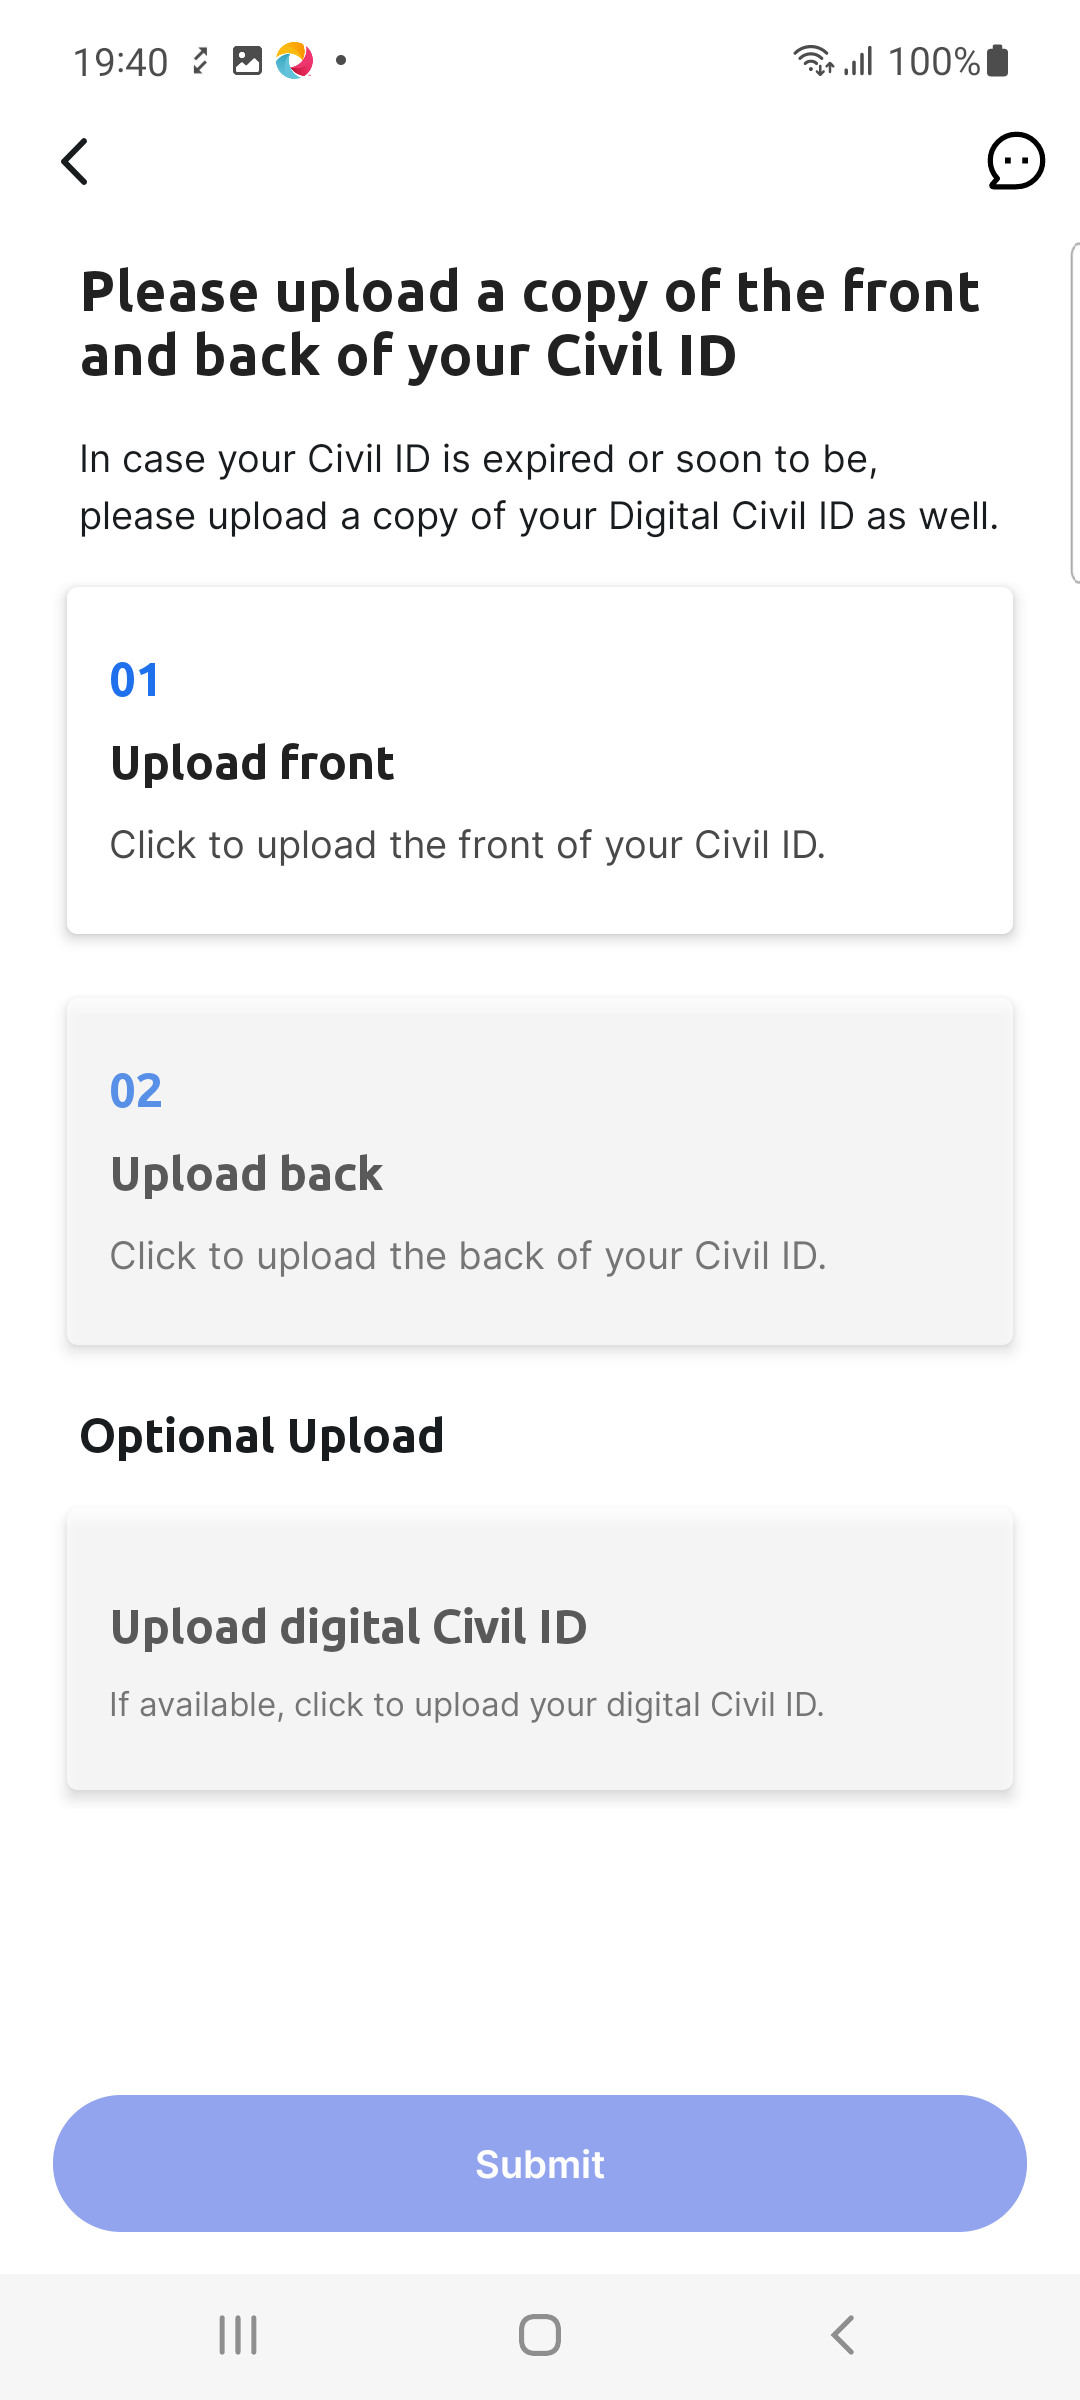 19:40
100%
Please upload a copy of the front
and back of your Civil ID
In case your Civil ID is expired or soon to be,
please upload a copy of your Digital Civil ID as well.
01
Upload front
Click to upload the front of your Civil ID.
02
Upload back
Click to upload the back of your Civil ID.
Optional Upload
Upload digital Civil ID
If available, click to upload your digital Civil ID.
Submit